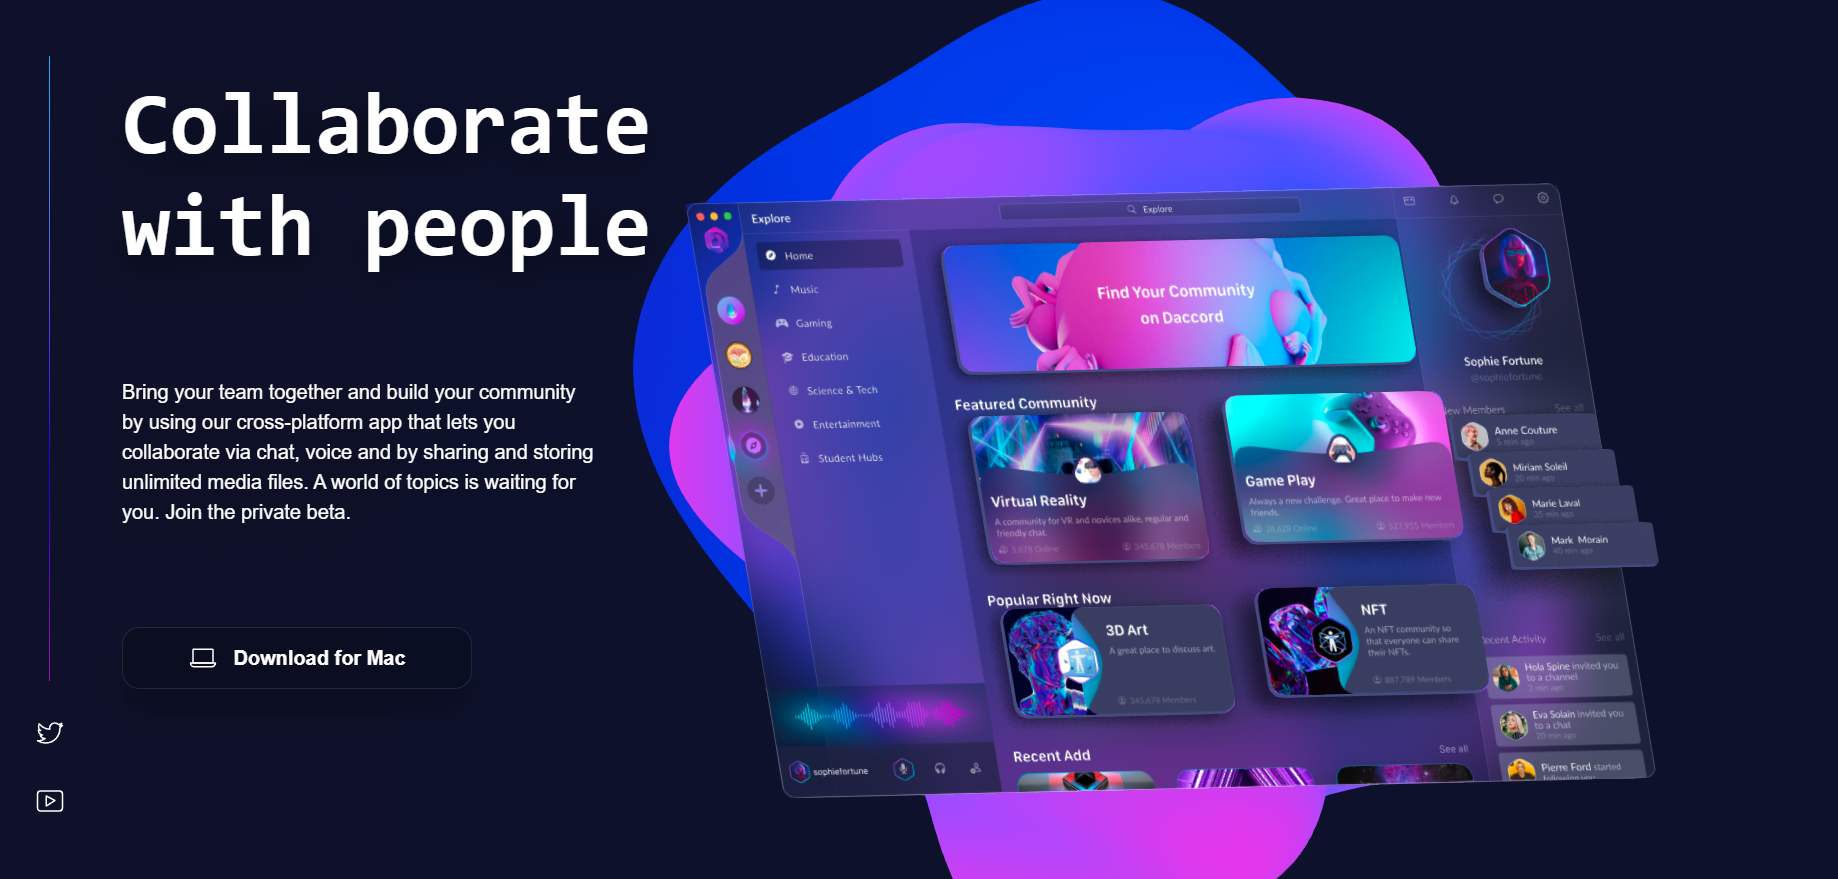 Collaborate
with people
Bring your team together and build your community
by using our cross-platform app that lets you
collaborate via chat, voice and by sharing and storing
unlimited media files. A world of topics is waiting for
you. Join the private beta.
Download for Mac
Explore
Explore
Home
Music
Gaming
Education
Science & Tech
Entertainment
Student Hubs
sophiefortune
Find Your Community
on Daccord
Featured Community
Virtual Reality
A community for VR and novices alike, regular and
friendly chat.
5,678 Online
345,678 Members
Game Play
Always a new challenge. Great place to make new
friends.
28,628 Online
527,955 Members
Popular Right Now
3D Art
A great place to discuss art.
345,678 Members
NFT
An NFT community so
that everyone can share
their NFTs.
887,789 Members
Recent Add
See all
Sophie Fortune
@sophiefortune
New Members
See all
Anne Couture
5 min ago
Miriam Soleil
20 min ago
Marie Laval
35 min ago
Mark Morain
40 min ago
ecent Activity
See all
Hola Spine invited you
to a channel
2 min ago
Eva Solain invited you
to a chat
20 min ago
Pierre Ford started
following you